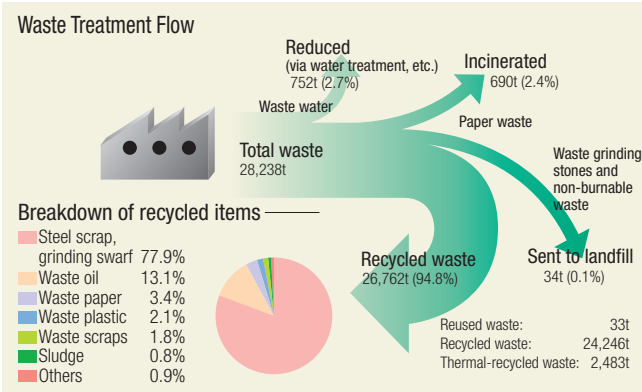 Waste Treatment Flow
Reduced
(via water treatment, etc.)
752t (2.7%)
Incinerated
690t (2.4%)
Waste water
Paper waste
Total waste
28,238t
Waste grinding
stones and
non-burnable
waste
Breakdown of recycled items
Steel scrap,
grinding swarf 77.9%
Waste oil 13.1%
Waste paper 3.4%
Waste plastic 2.1%
Waste scraps 1.8%
Sludge 0.8%
Others 0.9%
Recycled waste
26,762t (94.8%)
Sent to landfill
34t (0.1%)
Reused waste: 33t
Recycled waste: 24,246t
Thermal-recycled waste: 2,483t